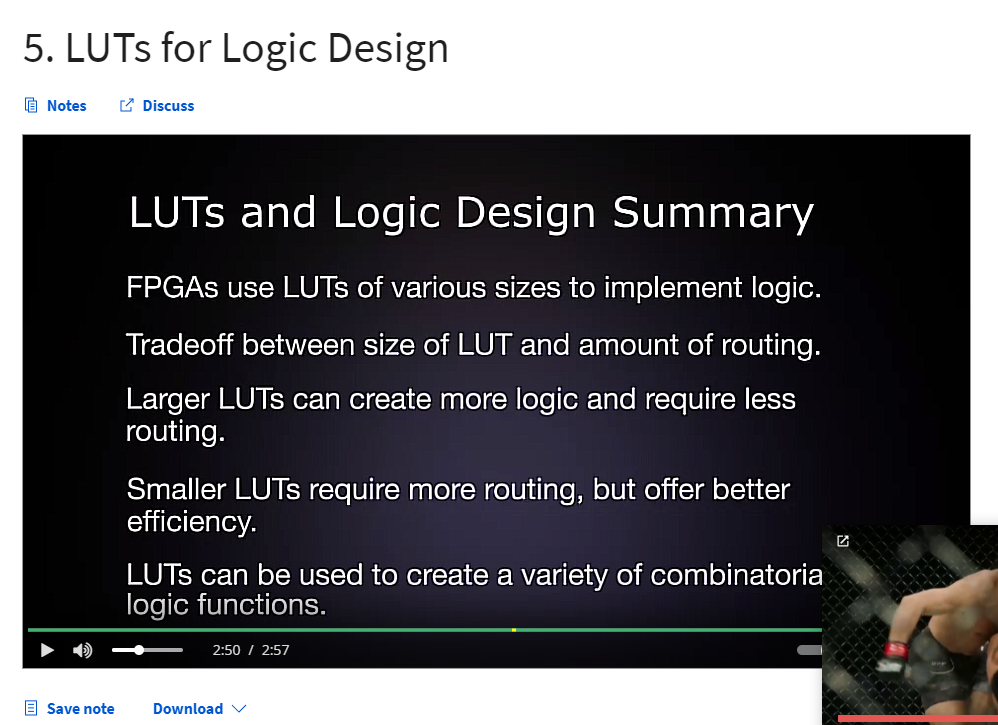 5. LUTs for Logic Design
Notes Discuss
LUTs and Logic Design Summary
FPGAs use LUTs of various sizes to implement logic.
Tradeoff between size of LUT and amount of routing.
Larger LUTs can create more logic and require less
routing.
Smaller LUTs require more routing, but offer better
efficiency.
LUTs can be used to create a variety of combinatoria
logic functions.
2:50 / 2:57
Save note Download